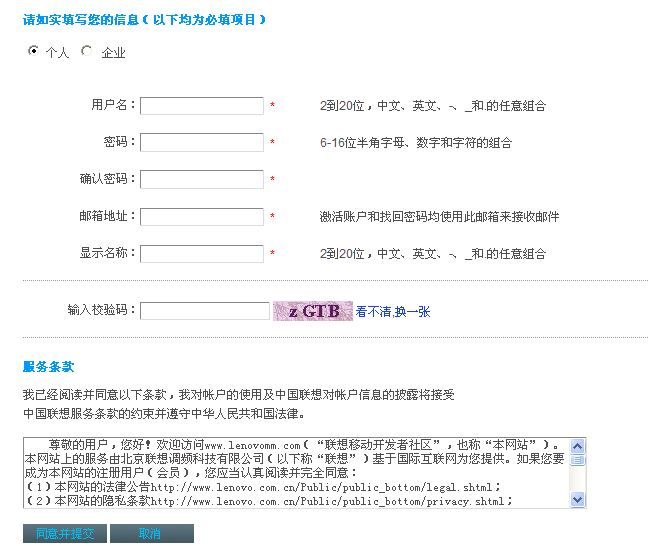 请如实填写您的信息（以下均为必填项目）
个人 企业
用户名： * 2到20位，中文、英文、-、_和.的任意组合
密码： * 6-16位半角字母、数字和字符的组合
确认密码： *
邮箱地址： * 激活账户和找回密码均使用此邮箱来接收邮件
显示名称： * 2到20位，中文、英文、-、_和.的任意组合
输入校验码： z GTB 看不清,换一张
服务条款
我已经阅读并同意以下条款，我对帐户的使用及中国联想对帐户信息的披露将接受
中国联想服务条款的约束并遵守中华人民共和国法律。
尊敬的用户，您好！欢迎访问www.lenovomm.com（“联想移动开发者社区”，也称“本网站”）。
本网站上的服务由北京联想调频科技有限公司（以下称“联想”）基于国际互联网为您提供。如果您要
成为本网站的注册用户（会员），您应当认真阅读并完全同意：
（1）本网站的法律公告http://www.lenovo.com.cn/Public/public_bottom/legal.shtml；
（2）本网站的隐私条款http://www.lenovo.com.cn/Public/public_bottom/privacy.shtml；
同意并提交 取消